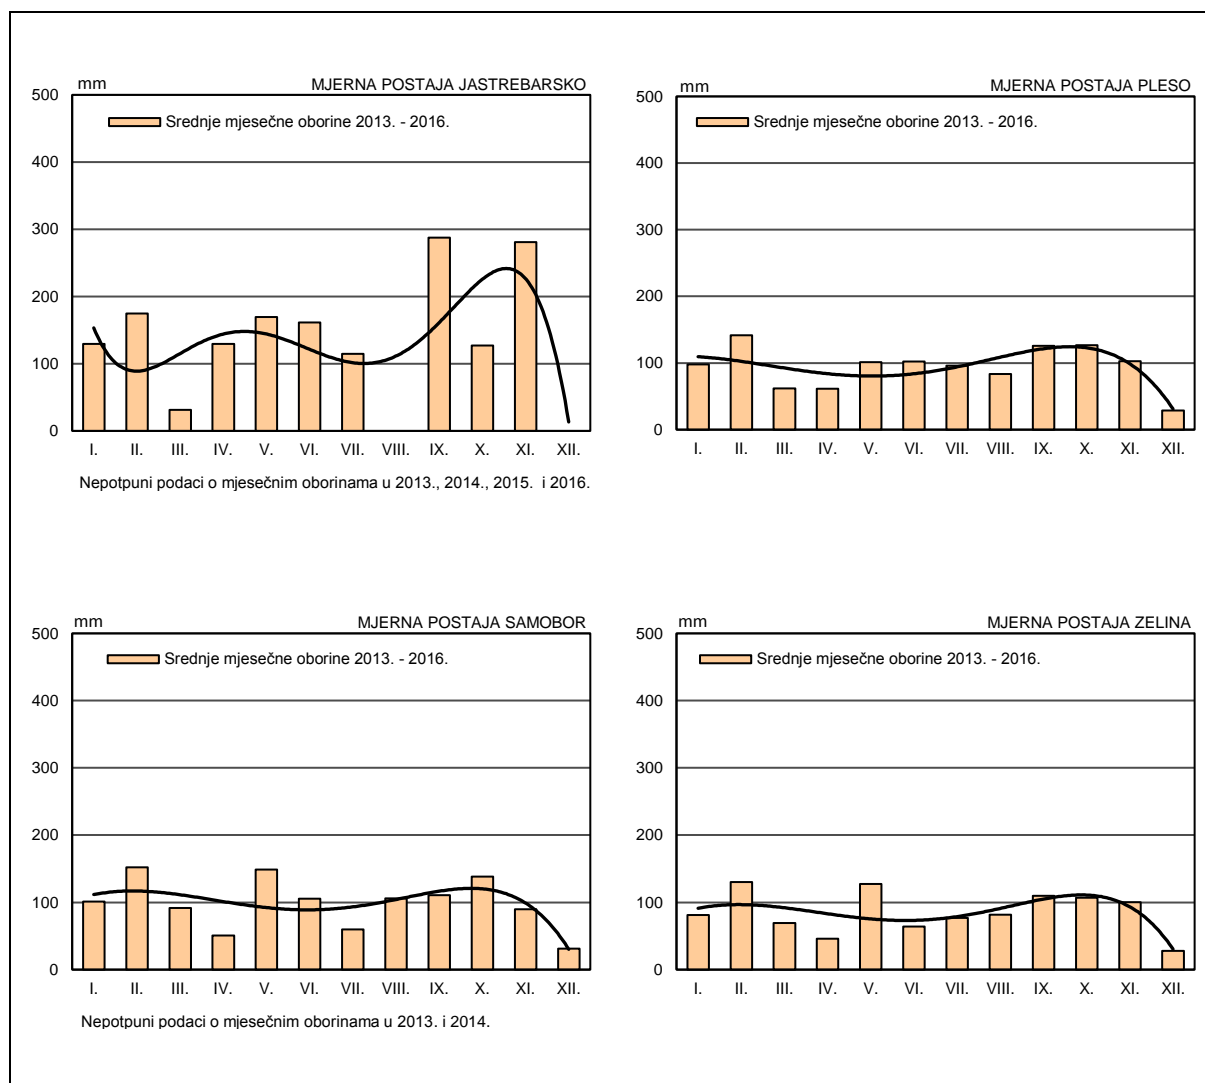 mm MJERNA POSTAJA JASTREBARSKO
500
Srednje mjesečne oborine 2013. - 2016.
400
300
200
100
0
I. II. III. IV. V. VI. VII. VIII. IX. X. XI. XII.
Nepotpuni podaci o mjesečnim oborinama u 2013., 2014., 2015. i 2016.
mm MJERNA POSTAJA PLESO
500
Srednje mjesečne oborine 2013. - 2016.
400
300
200
100
0
I. II. III. IV. V. VI. VII. VIII. IX. X. XI. XII.
mm MJERNA POSTAJA SAMOBOR
500
Srednje mjesečne oborine 2013. - 2016.
400
300
200
100
0
I. II. III. IV. V. VI. VII. VIII. IX. X. XI. XII.
Nepotpuni podaci o mjesečnim oborinama u 2013. i 2014.
mm MJERNA POSTAJA ZELINA
500
Srednje mjesečne oborine 2013. - 2016.
400
300
200
100
0
I. II. III. IV. V. VI. VII. VIII. IX. X. XI. XII.